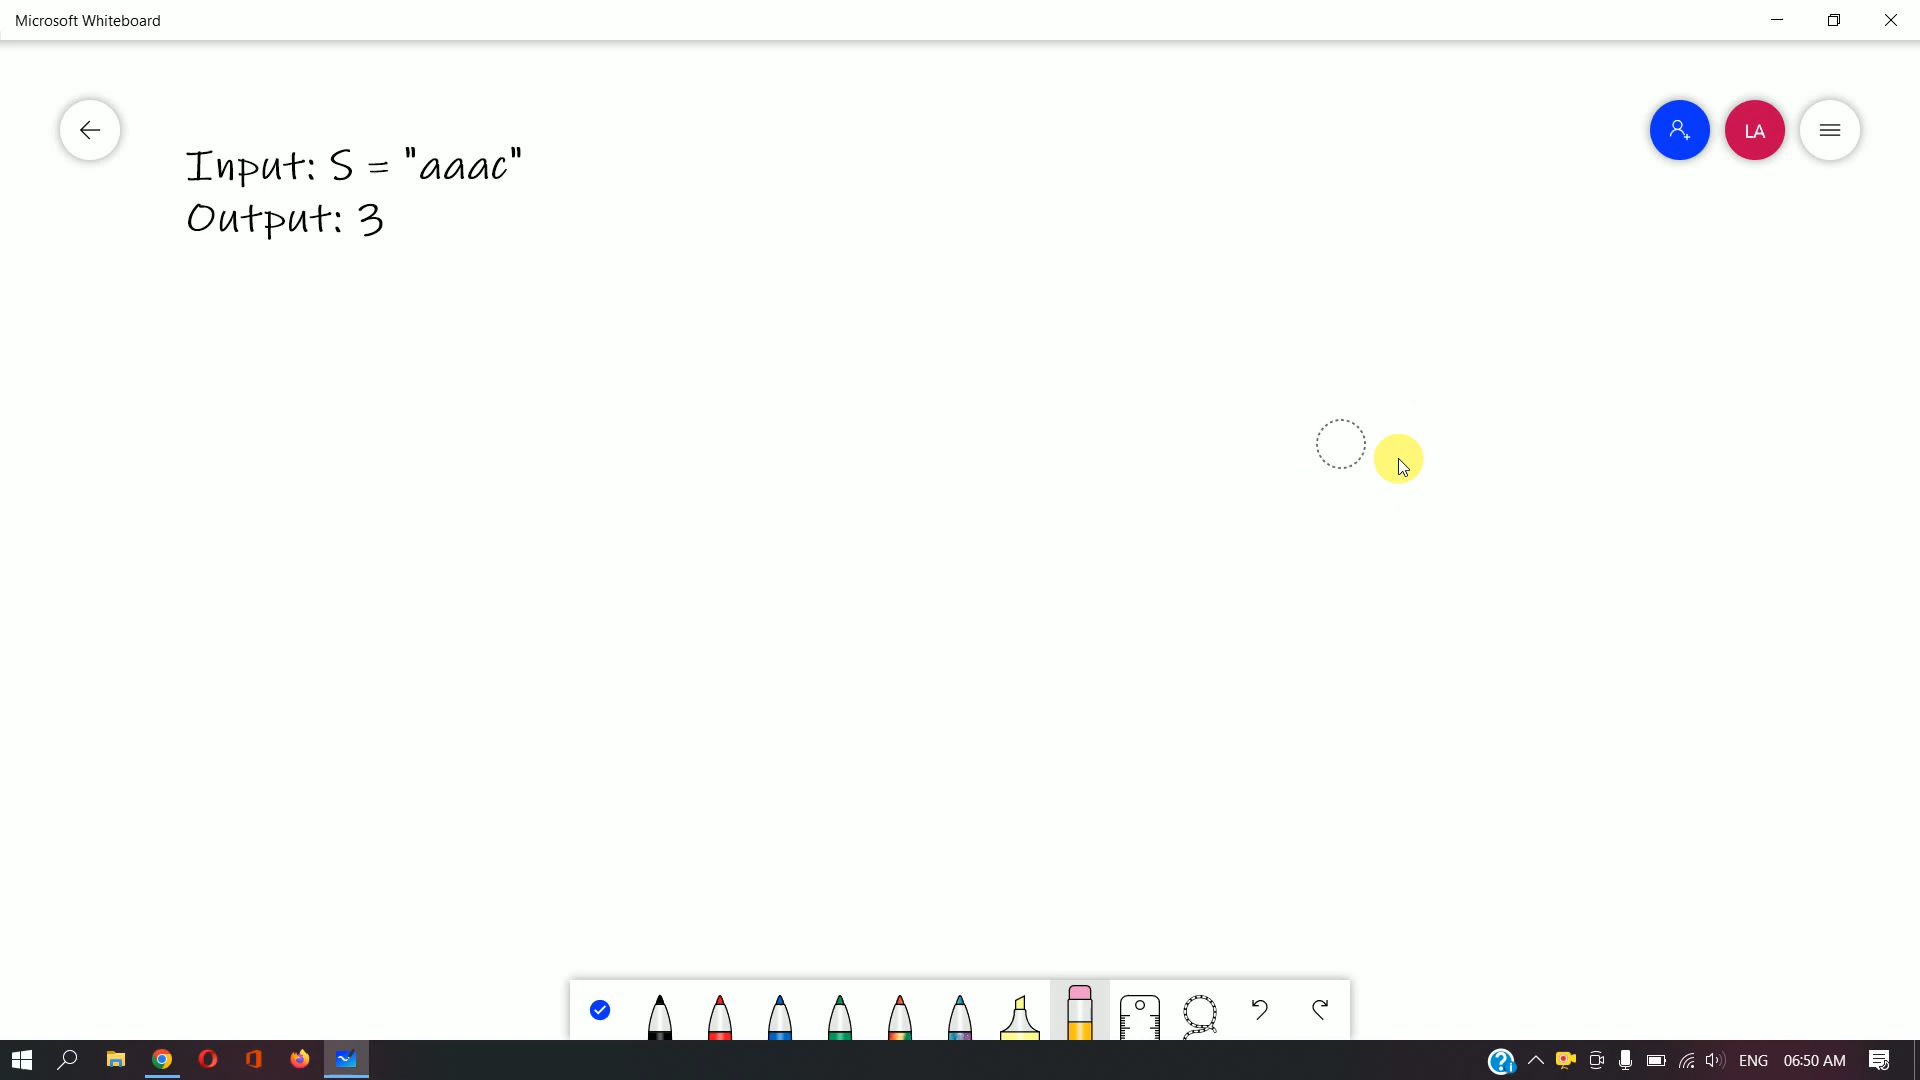 Microsoft Whiteboard
LA
Input: S = "aaac"
Output: 3
ENG 06:50 AM